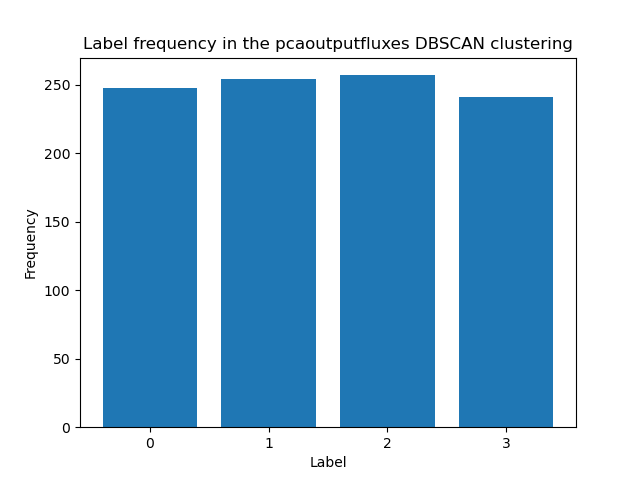 Label frequency in the pcaoutputfluxes DBSCAN clustering
250
200
150
100
50
0
Frequency
0 1 2 3
Label